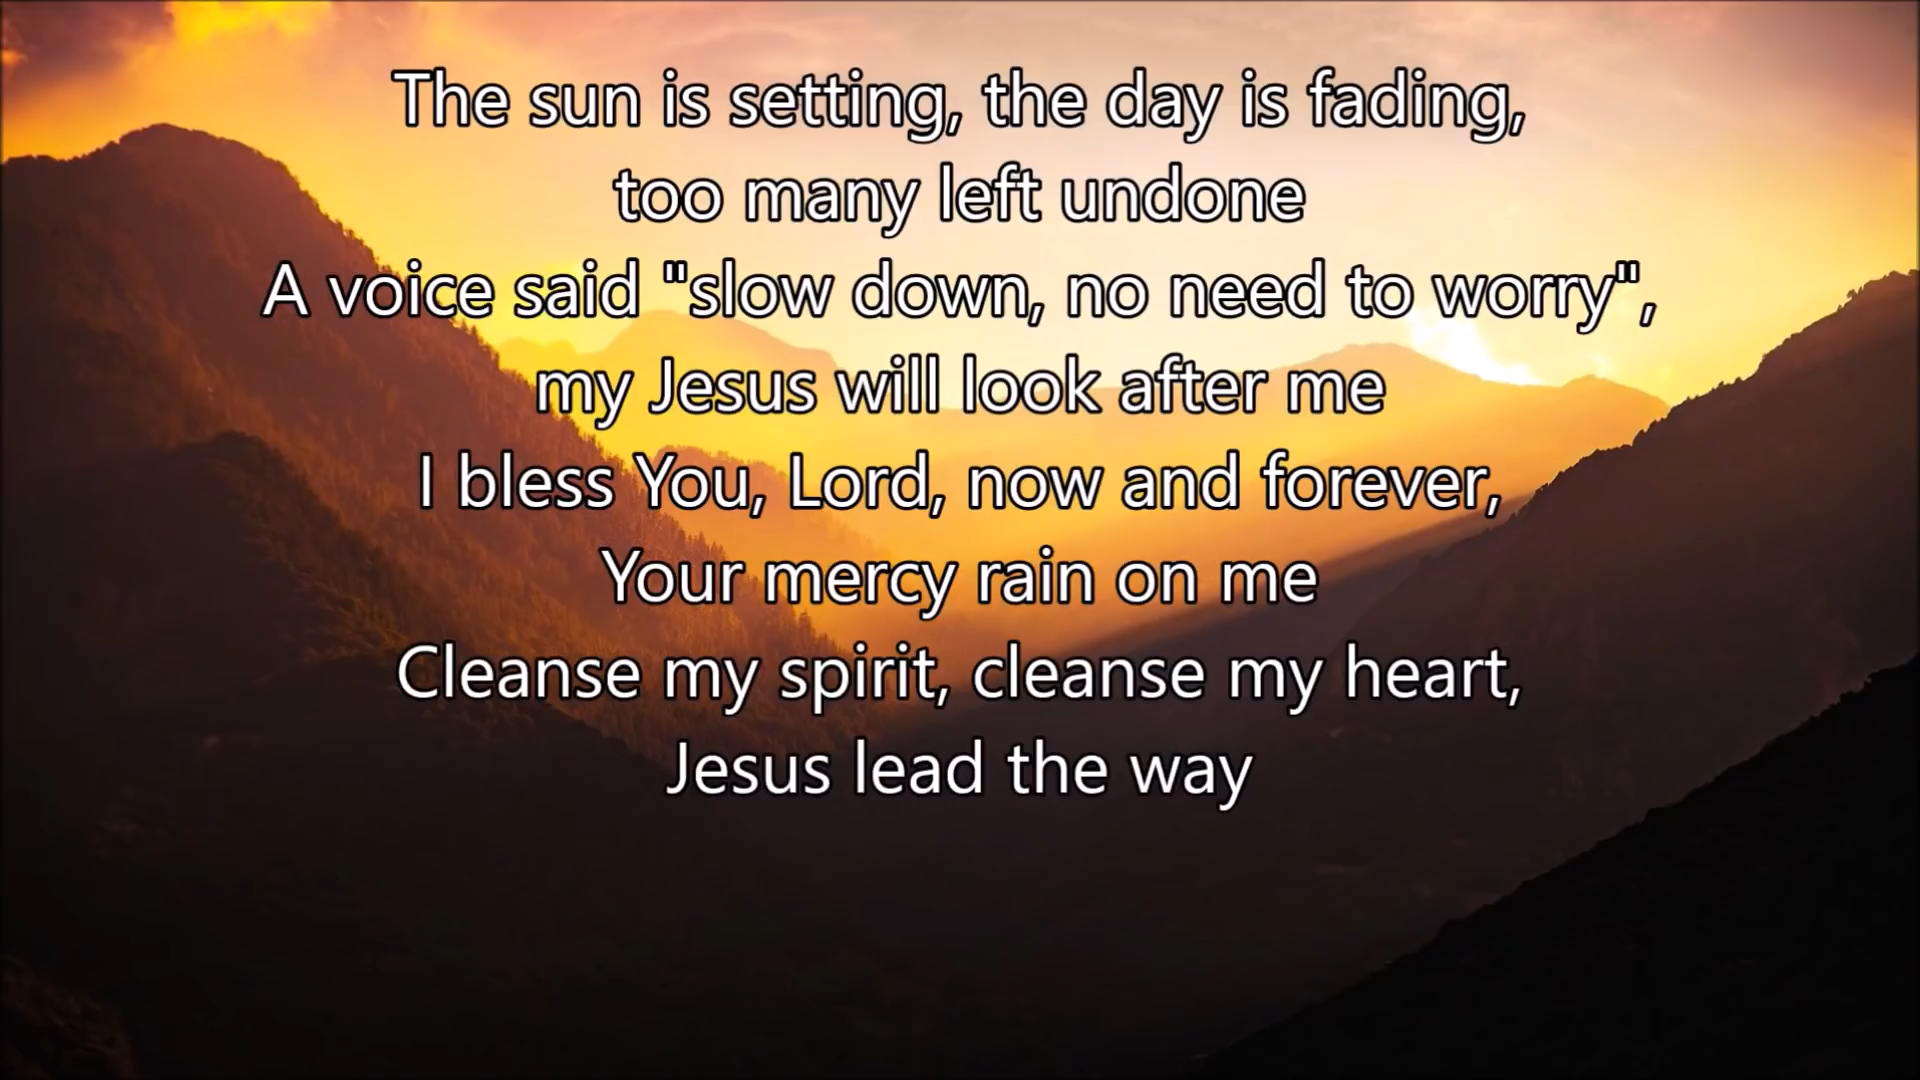 The sun is setting, the day is fading,
too many left undone
A voice said "slow down, no need to worry",
my Jesus will look after me
I bless You, Lord, now and forever,
Your mercy rain on me
Cleanse my spirit, cleanse my heart,
Jesus lead the way